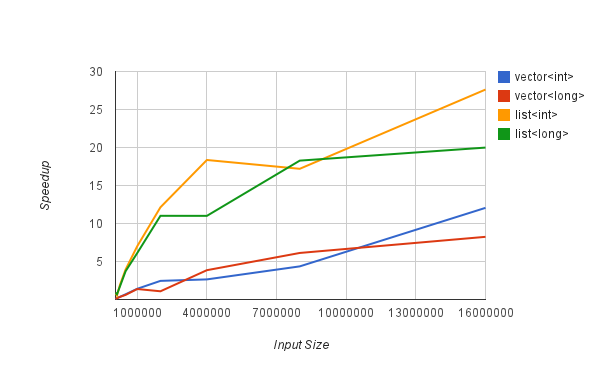 30
25
20
15
10
5
Speedup
1000000
4000000
7000000
10000000
13000000
16000000
Input Size
vector<int>
vector<long>
list<int>
list<long>